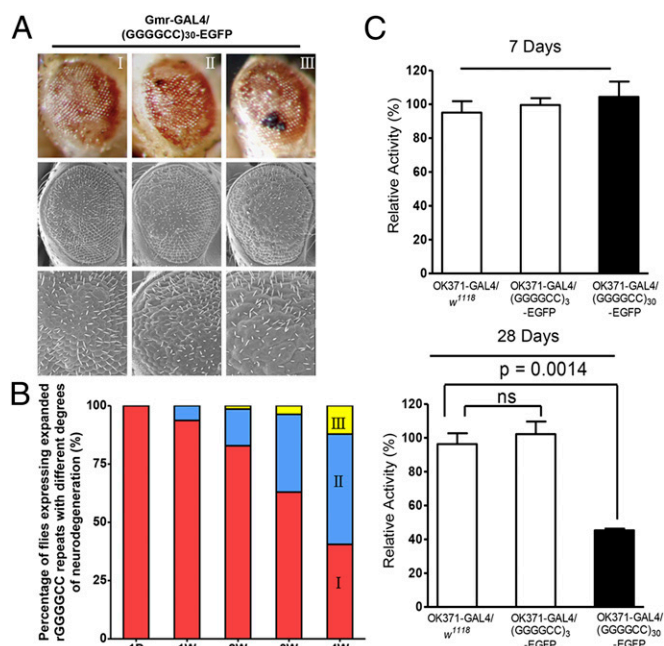 A
Gmr-GAL4/
(GGGGCC)30-EGFP
I
II
III
B
Percentage of flies expressing expanded
rGGGGCC repeats with different degrees
of neurodegeneration (%)
100
75
50
25
0
III
II
I
C
7 Days
Relative Activity (%)
120
100
80
60
40
20
0
OK371-GAL4/
w1118
OK371-GAL4/
(GGGGCC)3
-EGFP
OK371-GAL4/
(GGGGCC)30
-EGFP
28 Days
p = 0.0014
ns
Relative Activity (%)
120
100
80
60
40
20
0
OK371-GAL4/
w1118
OK371-GAL4/
(GGGGCC)3
-EGFP
OK371-GAL4/
(GGGGCC)30
-EGFP